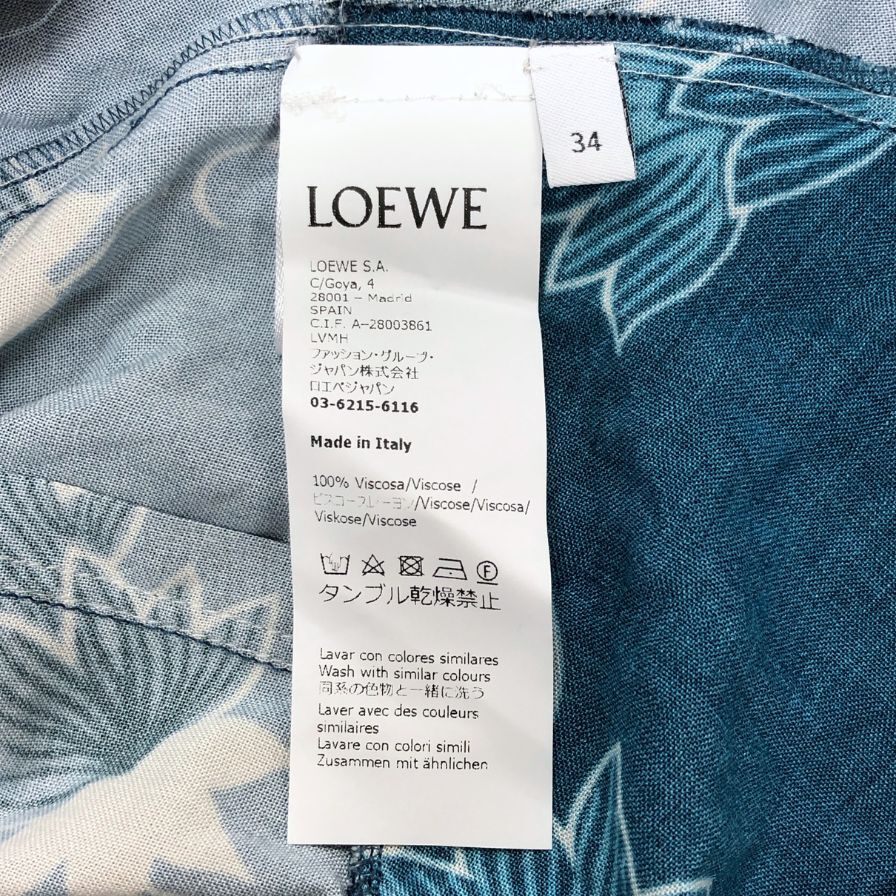 34
LOEWE
LOEWE S.A.
C/Goya, 4
28001 – Madrid
SPAIN
C.I.F. A–28003861
LVMH
ファッション・グループ・
ジャパン株式会社
ロエベジャパン
03-6215-6116
Made in Italy
100% Viscosa/Viscose /
ビスコースレーヨン/Viscose/Viscosa/
Viskose/Viscose
タンブル乾燥禁止
Lavar con colores similares
Wash with similar colours
同系の色物と一緒に洗う
Laver avec des couleurs
similaires
Lavare con colori simili
Zusammen mit ähnlichen